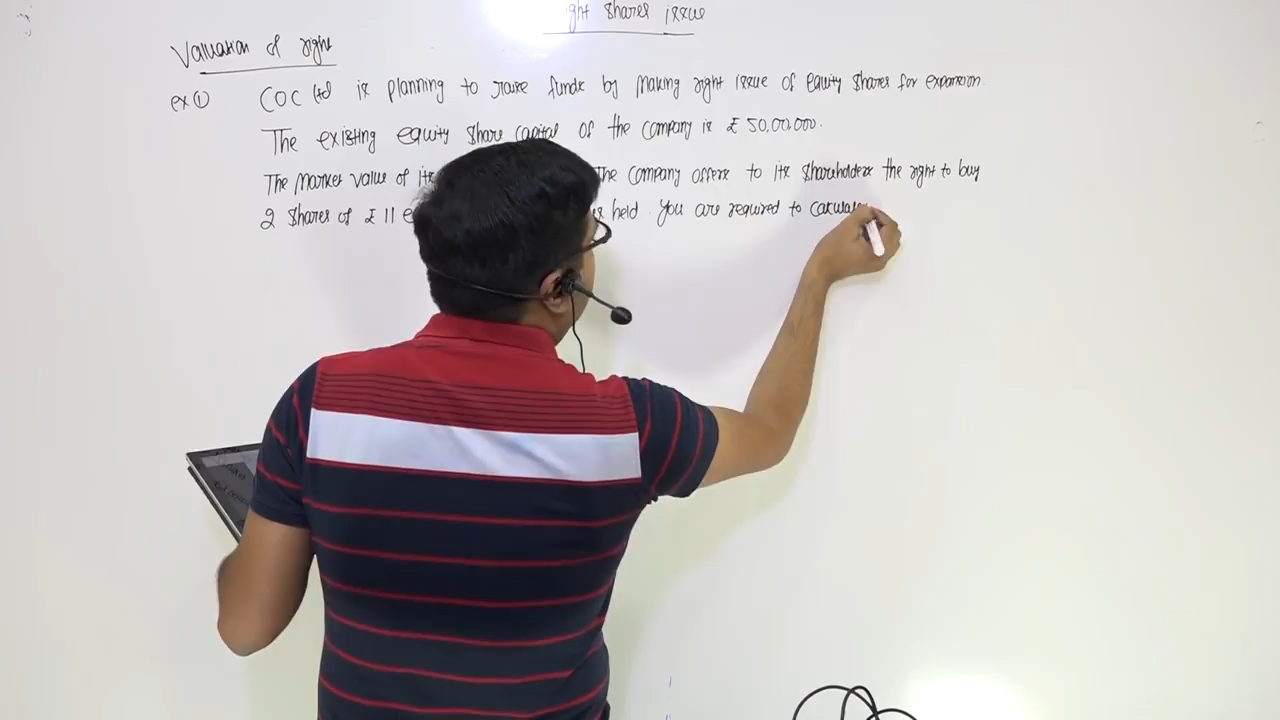 ight shares issue
Valuation of right
ex ① COC Ltd is planning to raise funds by making right issue of equity shares for expansion.
The existing equity share capital of the company is ₹ 50,00,000.
The market value of its The company offers to its shareholders the right to buy
2 shares of ₹ 11 held. You are required to calculate